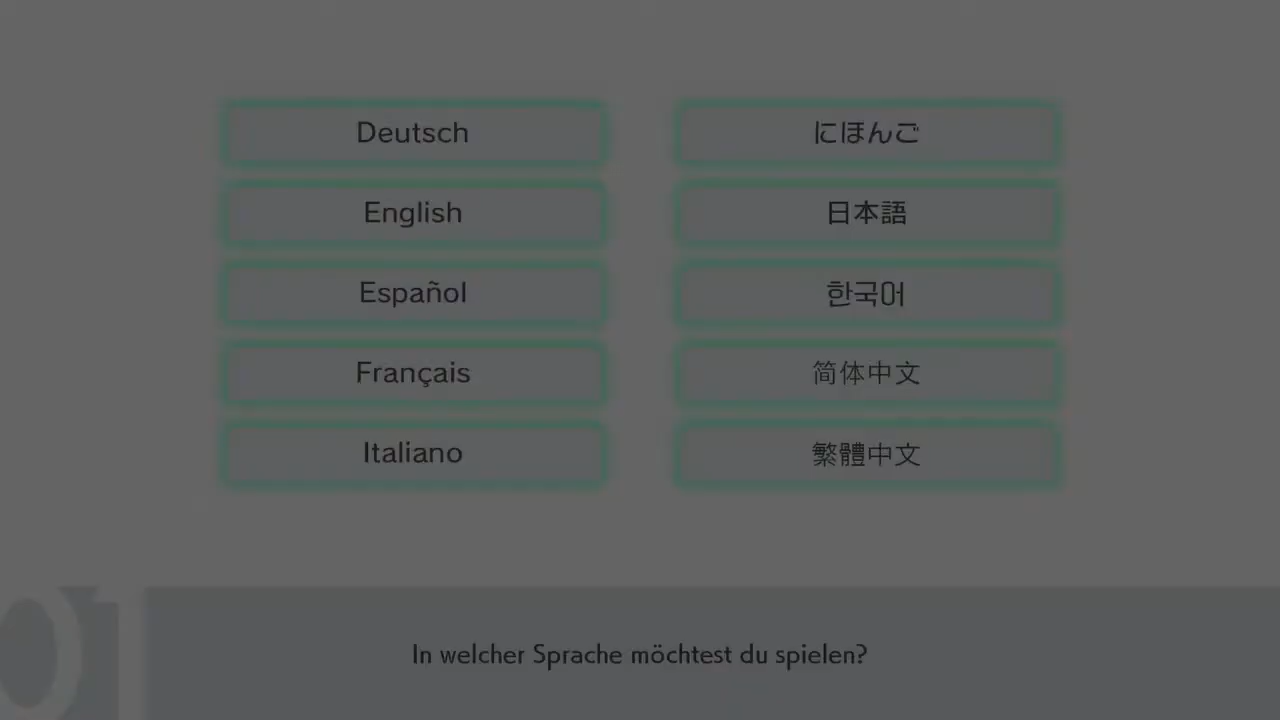 Deutsch
English
Español
Français
Italiano
にほんご
日本語
한국어
简体中文
繁體中文
01
In welcher Sprache möchtest du spielen?